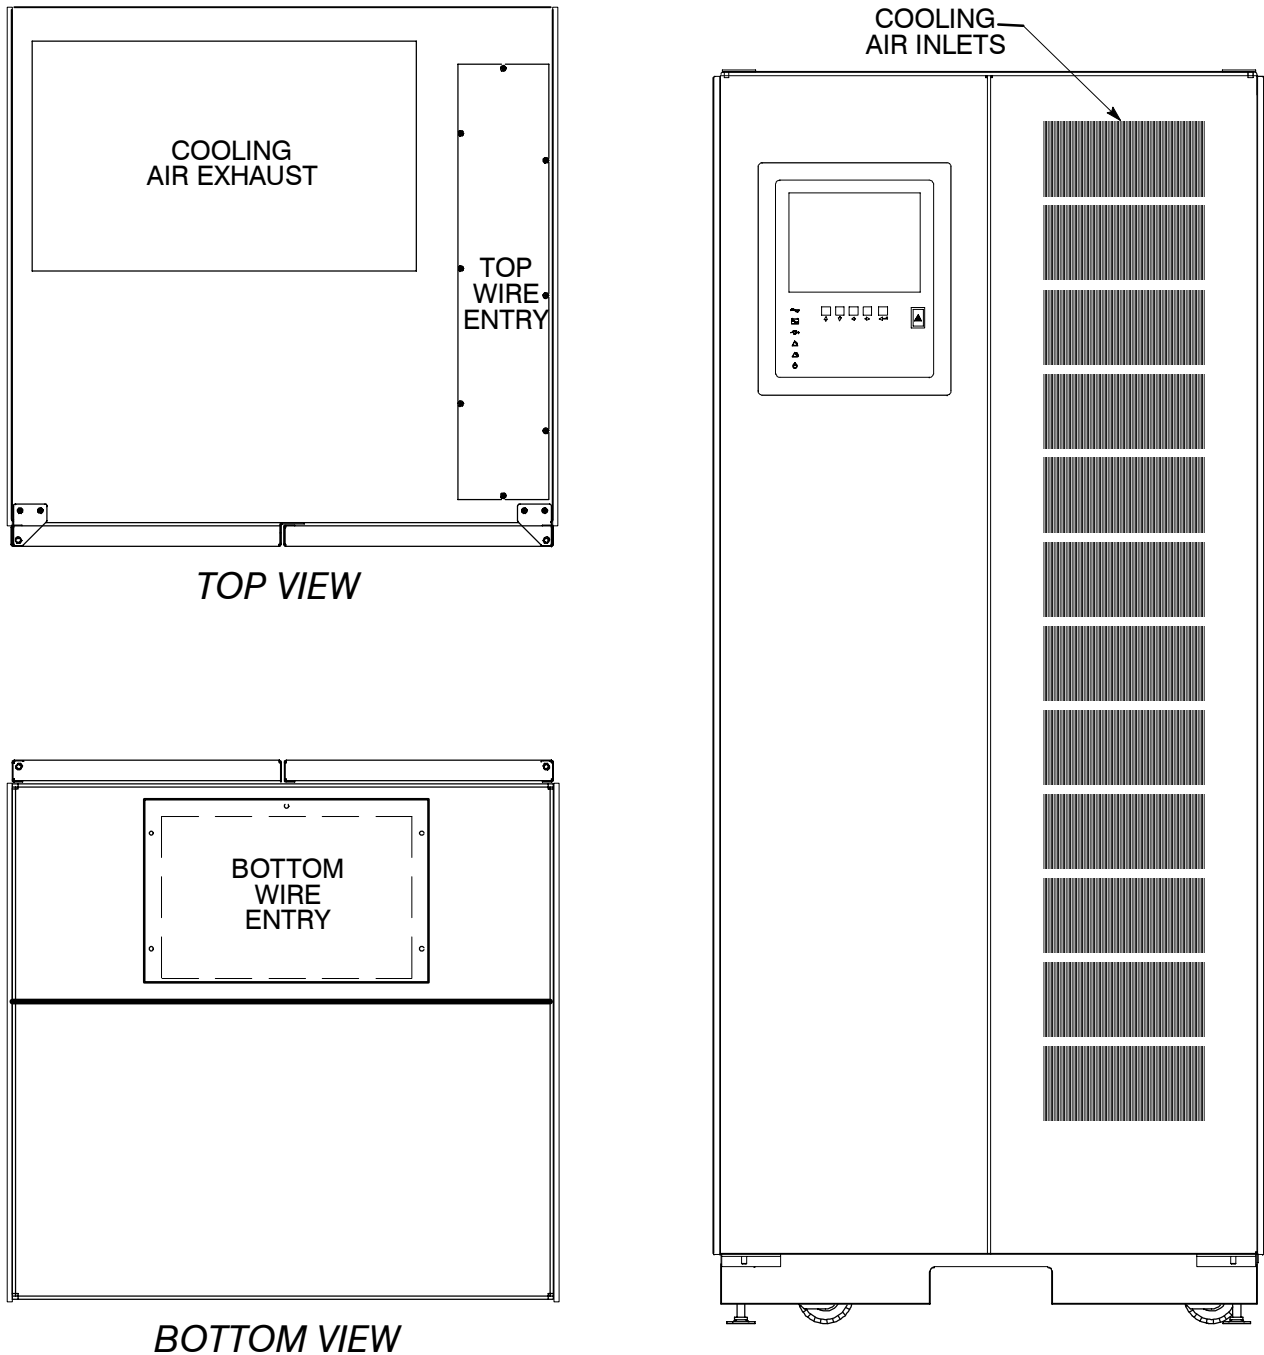 COOLING
AIR EXHAUST
TOP
WIRE
ENTRY
TOP VIEW
BOTTOM
WIRE
ENTRY
BOTTOM VIEW
COOLING
AIR INLETS